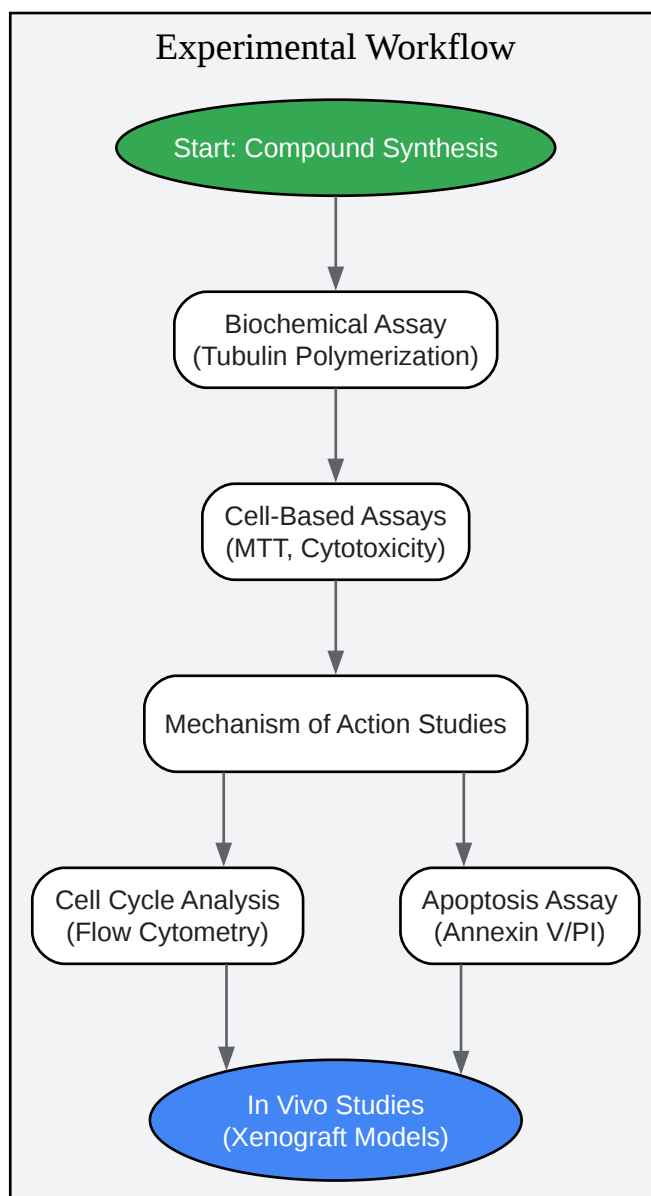 Experimental Workflow
Start: Compound Synthesis
Biochemical Assay
(Tubulin Polymerization)
Cell-Based Assays
(MTT, Cytotoxicity)
Mechanism of Action Studies
Cell Cycle Analysis
(Flow Cytometry)
Apoptosis Assay
(Annexin V/PI)
In Vivo Studies
(Xenograft Models)